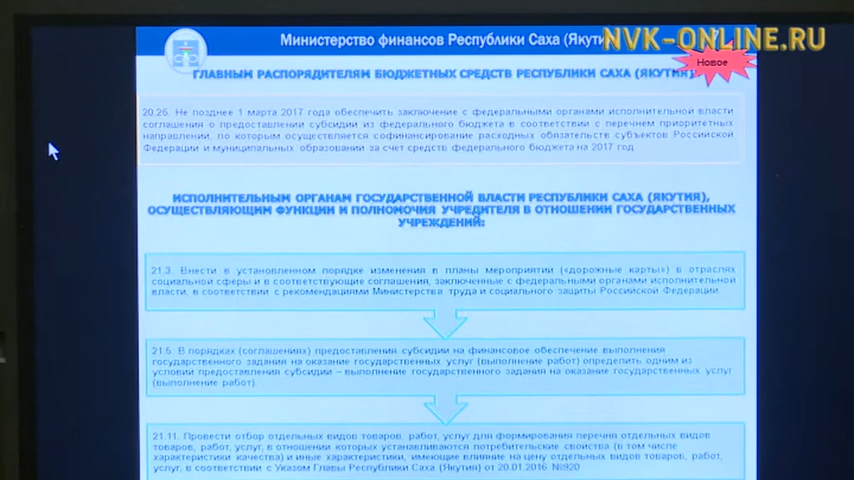 NVK-ONLINE.RU
Министерство финансов Республики Саха (Якути
Новое
ГЛАВНЫМ РАСПОРЯДИТЕЛЯМ БЮДЖЕТНЫХ СРЕДСТВ РЕСПУБЛИКИ САХА (ЯКУТИЯ)
20.26. Не позднее 1 марта 2017 года обеспечить заключение с федеральными органами исполнительной власти
соглашения о предоставлении субсидии из федерального бюджета в соответствии с перечнем приоритетных
направлении, по которым осуществляется софинансирование расходных обязательств субъектов Российской
Федерации и муниципальных образовании за счет средств федерального бюджета на 2017 год.
ИСПОЛНИТЕЛЬНЫМ ОРГАНАМ ГОСУДАРСТВЕННОЙ ВЛАСТИ РЕСПУБЛИКИ САХА (ЯКУТИЯ),
ОСУЩЕСТВЛЯЮЩИМ ФУНКЦИИ И ПОЛНОМОЧИЯ УЧРЕДИТЕЛЯ В ОТНОШЕНИИ ГОСУДАРСТВЕННЫХ
УЧРЕЖДЕНИЙ:
21.3. Внести в установленном порядке изменения в планы мероприятии («дорожные карты») в отраслях
социальной сферы и в соответствующие соглашения, заключенные с федеральными органами исполнительной
власти, в соответствии с рекомендациями Министерства труда и социального защиты Российской Федерации.
21.5. В порядках (соглашениях) предоставления субсидии на финансовое обеспечение выполнения
государственного задания на оказание государственных услуг (выполнение работ) определить одним из
условий предоставления субсидии – выполнение государственного задания на оказание государственных услуг
(выполнение работ).
21.11. Провести отбор отдельных видов товаров, работ, услуг для формирования перечня отдельных видов
товаров, работ, услуг, в отношении которых устанавливаются потребительские свойства (в том числе
характеристики качества) и иные характеристики, имеющие влияние на цену отдельных видов товаров, работ,
услуг, в соответствии с Указом Главы Республики Саха (Якутия) от 20.01.2016 №920